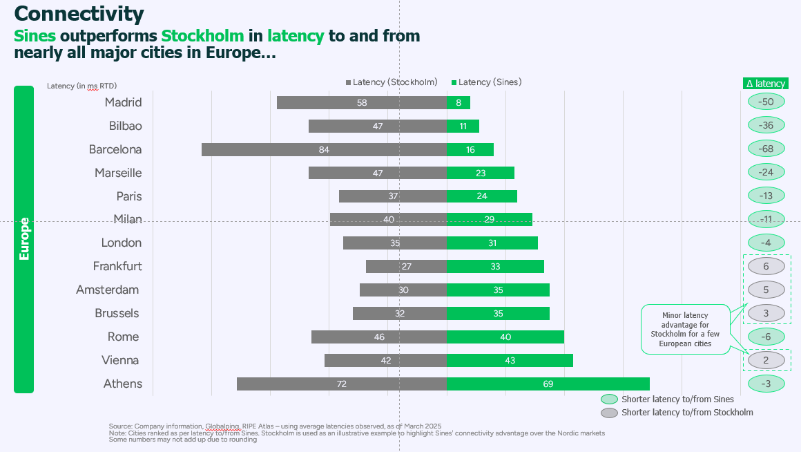 Connectivity
Sines outperforms Stockholm in latency to and from
nearly all major cities in Europe...
Latency (in ms RTD)
Latency (Stockholm) Latency (Sines)
Δ latency
Europe
Madrid 58 8 -50
Bilbao 47 11 -36
Barcelona 84 16 -68
Marseille 47 23 -24
Paris 37 24 -13
Milan 40 29 -11
London 35 31 -4
Frankfurt 27 33 6
Amsterdam 30 35 5
Brussels 32 35 3
Rome 46 40 -6
Vienna 42 43 2
Athens 72 69 -3
Minor latency
advantage for
Stockholm for a few
European cities
Shorter latency to/from Sines
Shorter latency to/from Stockholm
Source: Company information, Globalping, RIPE Atlas – using average latencies observed, as of March 2025
Note: Cities ranked as per latency to/from Sines, Stockholm is used as an illustrative example to highlight Sines' connectivity advantage over the Nordic markets
Some numbers may not add up due to rounding